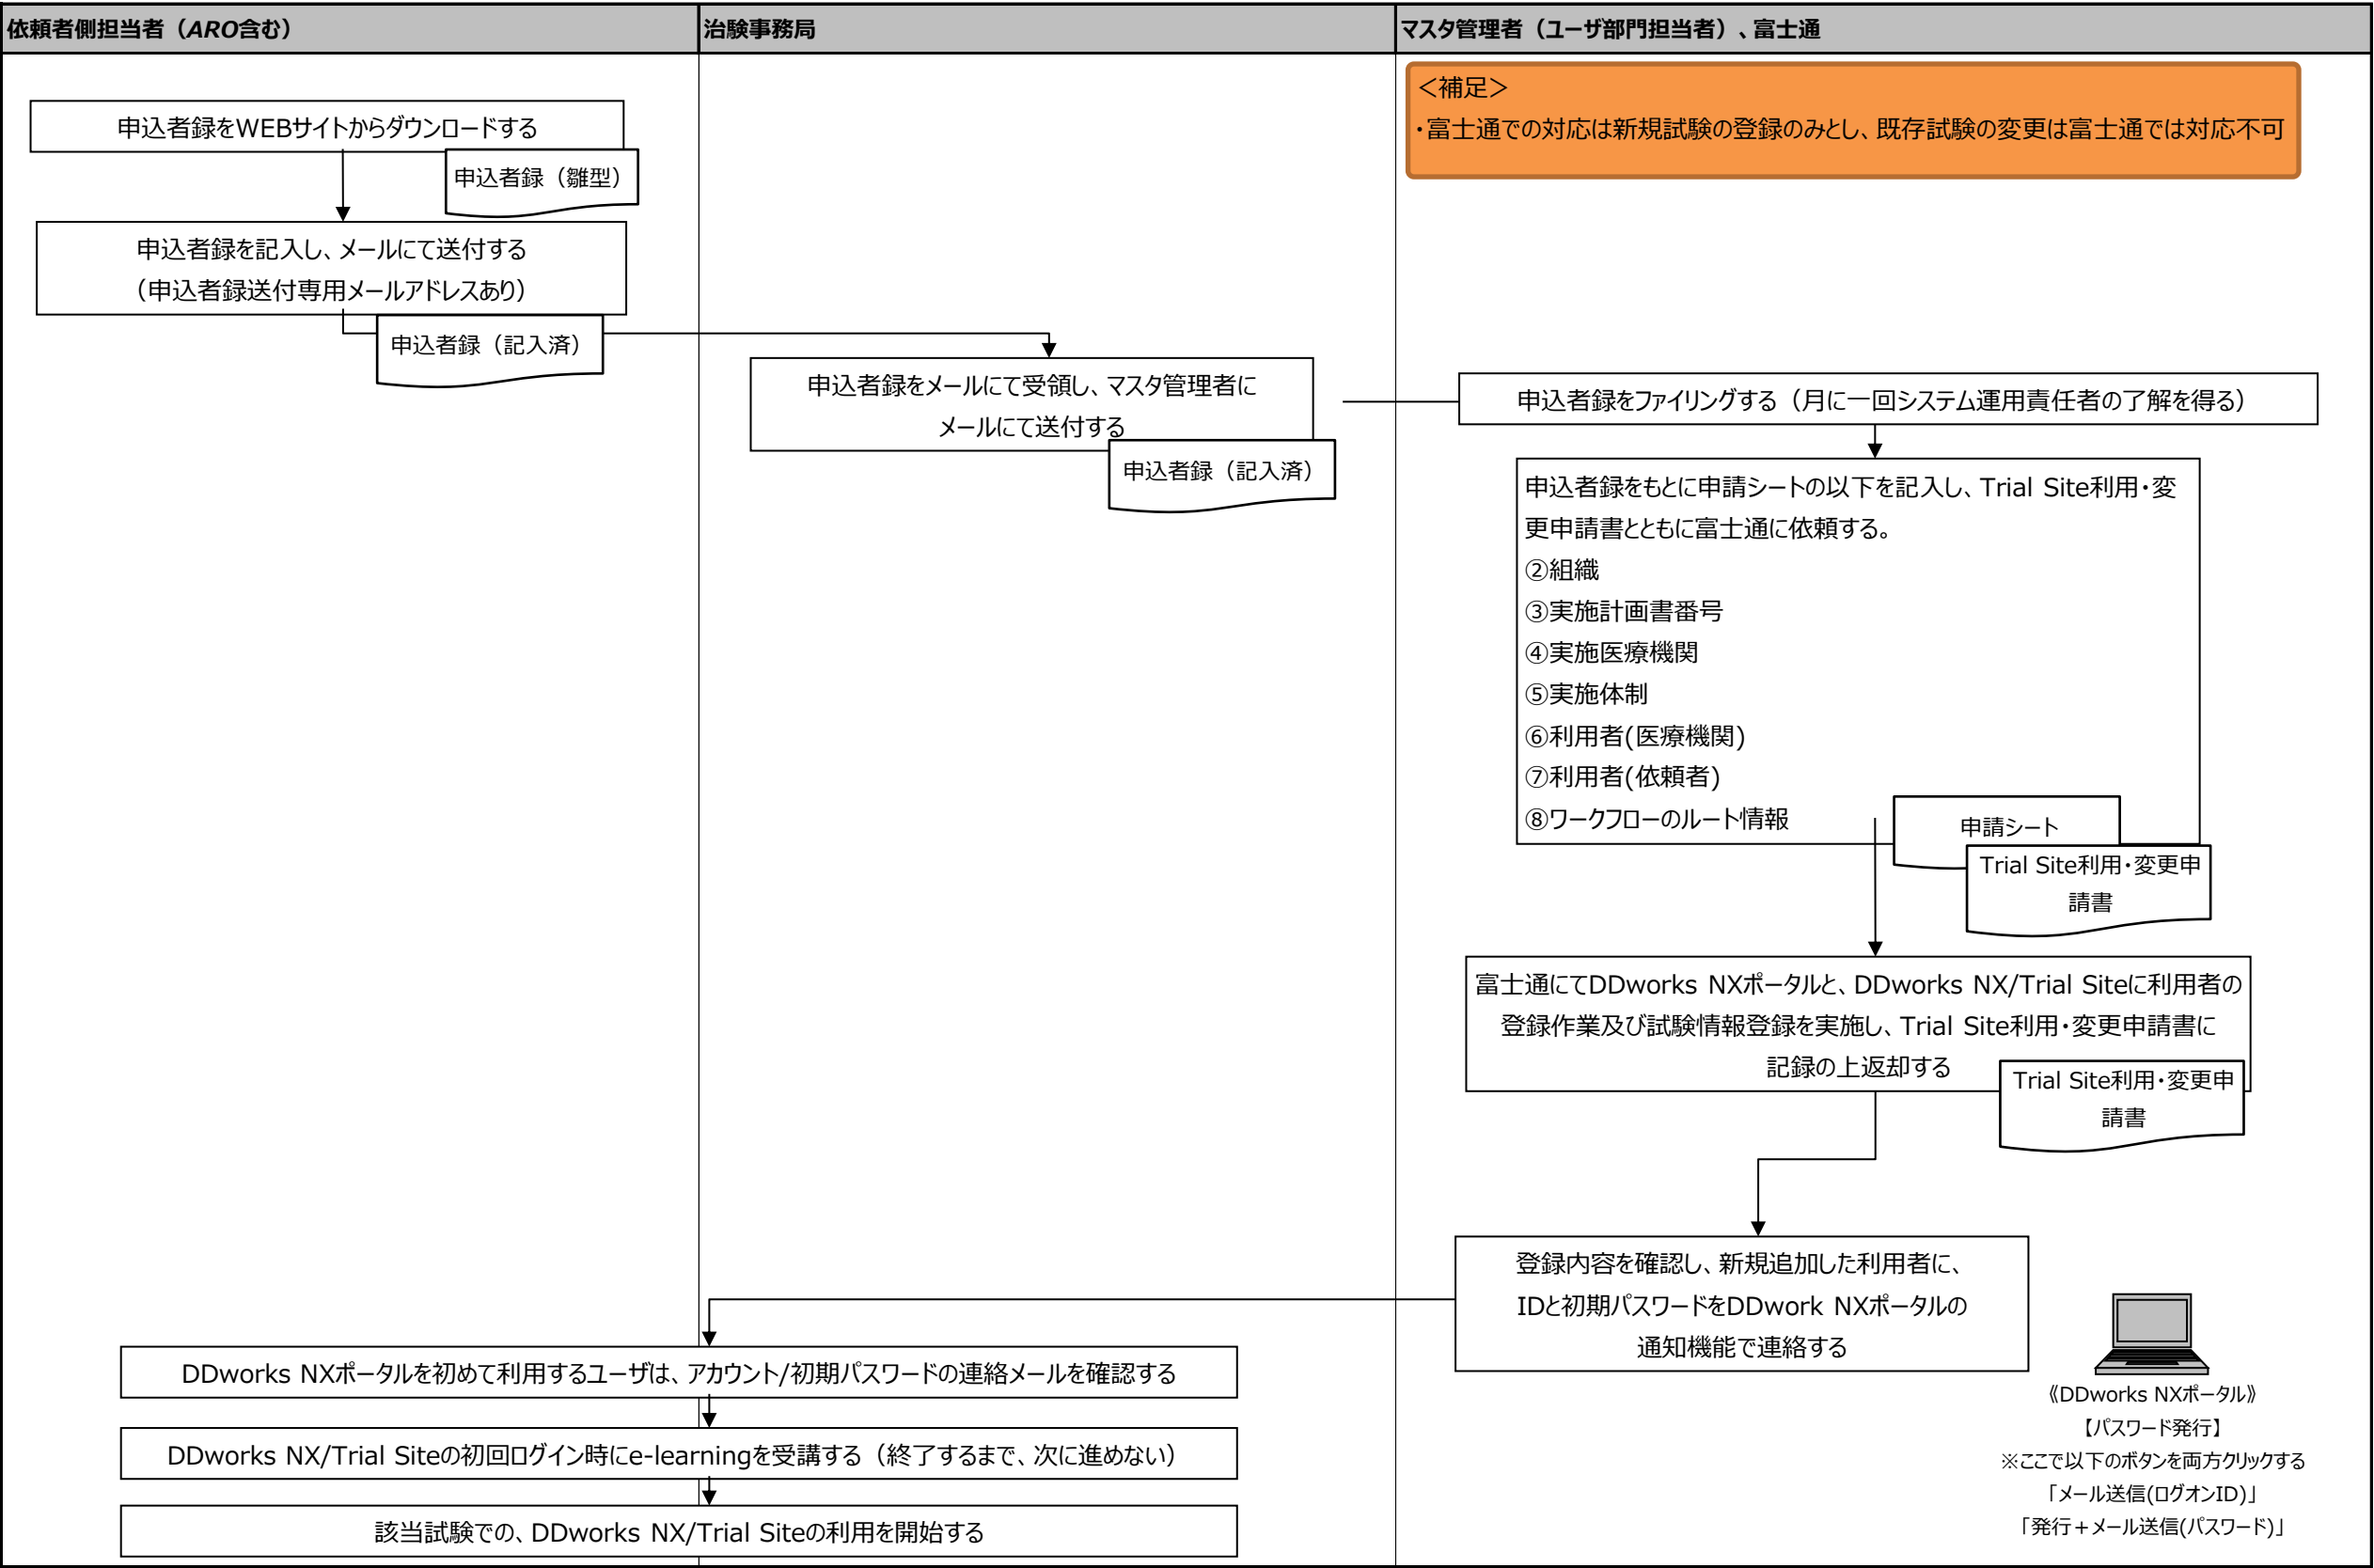 依頼者側担当者（ARO含む）
治験事務局
マスタ管理者（ユーザ部門担当者）、富士通
＜補足＞
・富士通での対応は新規試験の登録のみとし、既存試験の変更は富士通では対応不可
申込者録をWEBサイトからダウンロードする
申込者録（雛型）
申込者録を記入し、メールにて送付する
（申込者録送付専用メールアドレスあり）
申込者録（記入済）
申込者録をメールにて受領し、マスタ管理者に
メールにて送付する
申込者録（記入済）
申込者録をファイリングする（月に一回システム運用責任者の了解を得る）
申込者録をもとに申請シートの以下を記入し、Trial Site利用・変
更申請書とともに富士通に依頼する。
②組織
③実施計画書番号
④実施医療機関
⑤実施体制
⑥利用者(医療機関)
⑦利用者(依頼者)
⑧ワークフローのルート情報
申請シート
Trial Site利用・変更申
請書
富士通にてDDworks NXポータルと、DDworks NX/Trial Siteに利用者の
登録作業及び試験情報登録を実施し、Trial Site利用・変更申請書に
記録の上返却する
Trial Site利用・変更申
請書
登録内容を確認し、新規追加した利用者に、
IDと初期パスワードをDDwork NXポータルの
通知機能で連絡する
DDworks NXポータルを初めて利用するユーザは、アカウント/初期パスワードの連絡メールを確認する
DDworks NX/Trial Siteの初回ログイン時にe-learningを受講する（終了するまで、次に進めない）
該当試験での、DDworks NX/Trial Siteの利用を開始する
《DDworks NXポータル》
【パスワード発行】
※ここで以下のボタンを両方クリックする
「メール送信(ログオンID)」
「発行+メール送信(パスワード)」